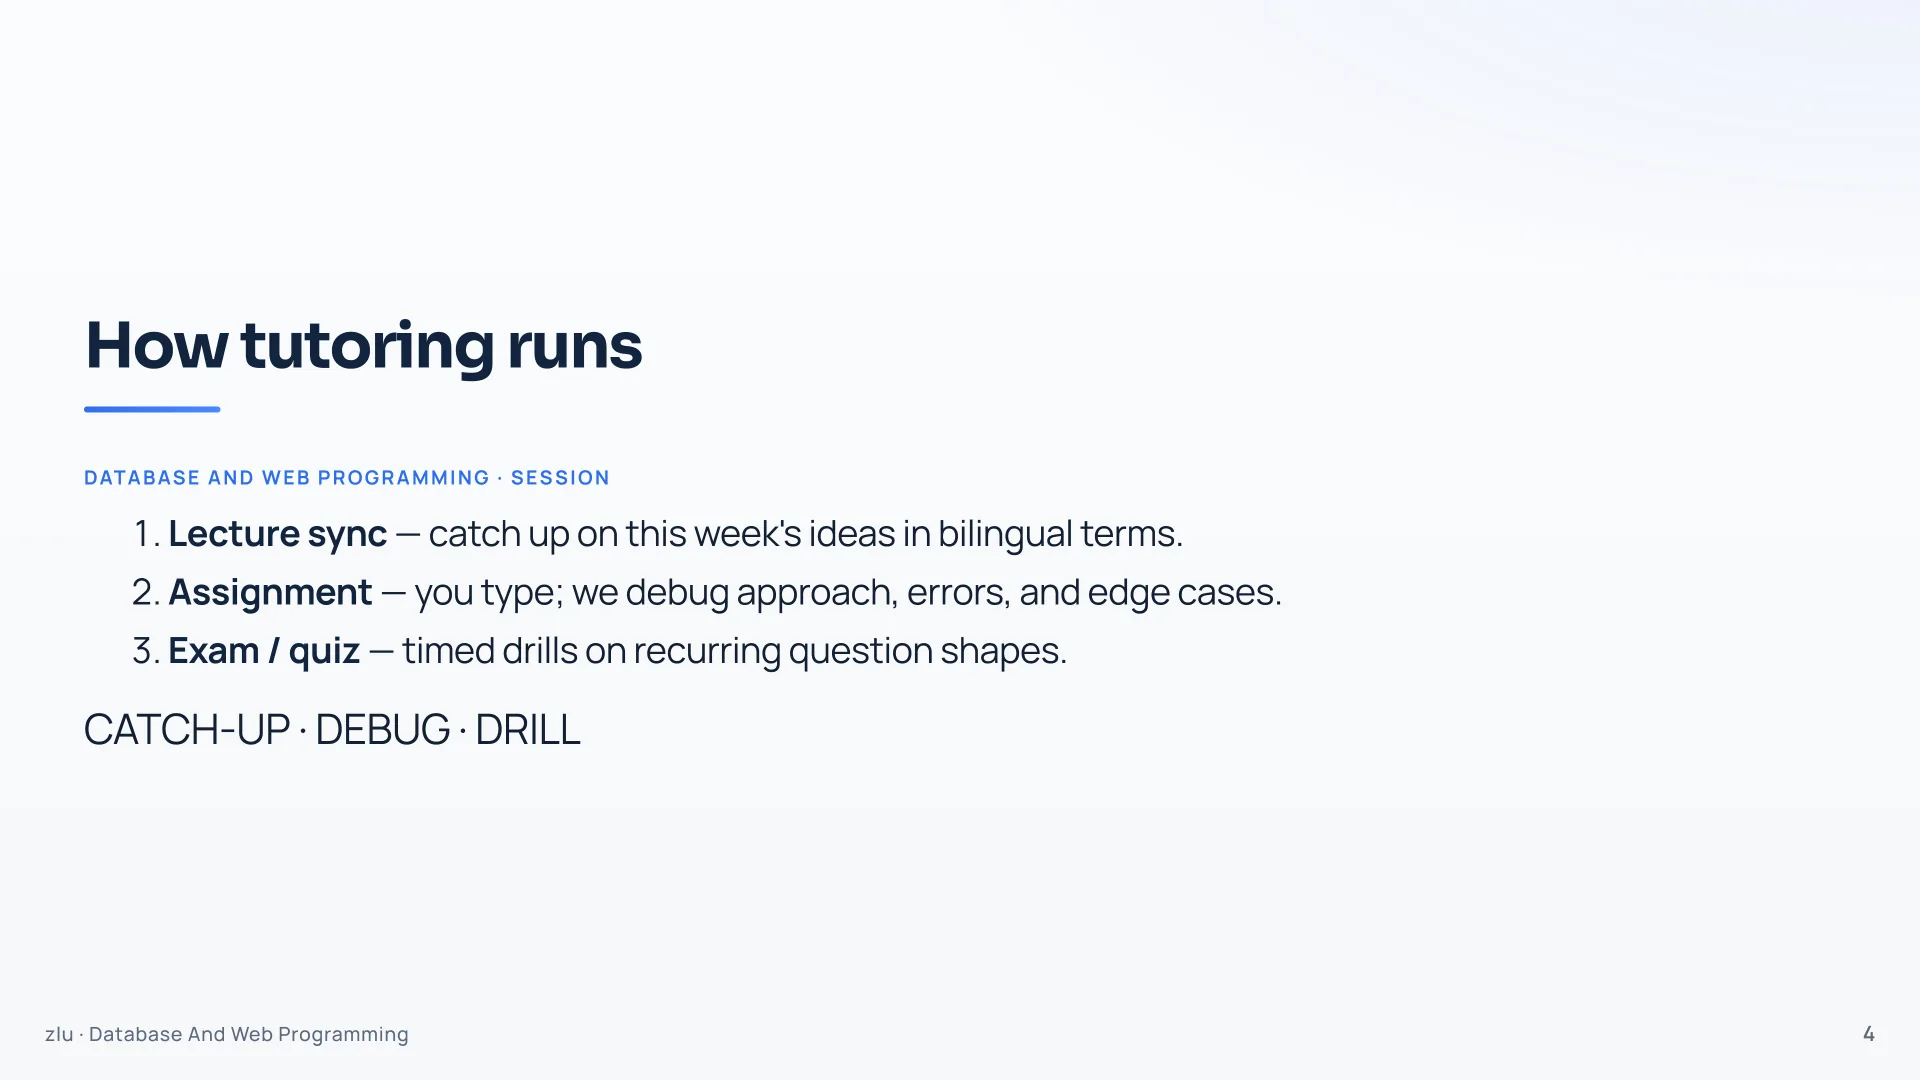 How tutoring runs
DATABASE AND WEB PROGRAMMING · SESSION
1. Lecture sync — catch up on this week's ideas in bilingual terms.
2. Assignment — you type; we debug approach, errors, and edge cases.
3. Exam / quiz — timed drills on recurring question shapes.
CATCH-UP · DEBUG · DRILL
zlu · Database And Web Programming
4